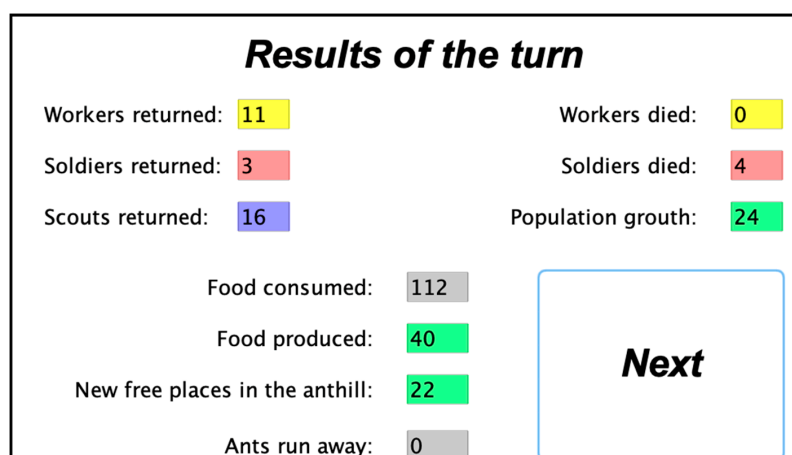 Results of the turn
Workers returned: 11
Workers died: 0
Soldiers returned: 3
Soldiers died: 4
Scouts returned: 16
Population grouth: 24
Food consumed: 112
Food produced: 40
New free places in the anthill: 22
Ants run away: 0
Next